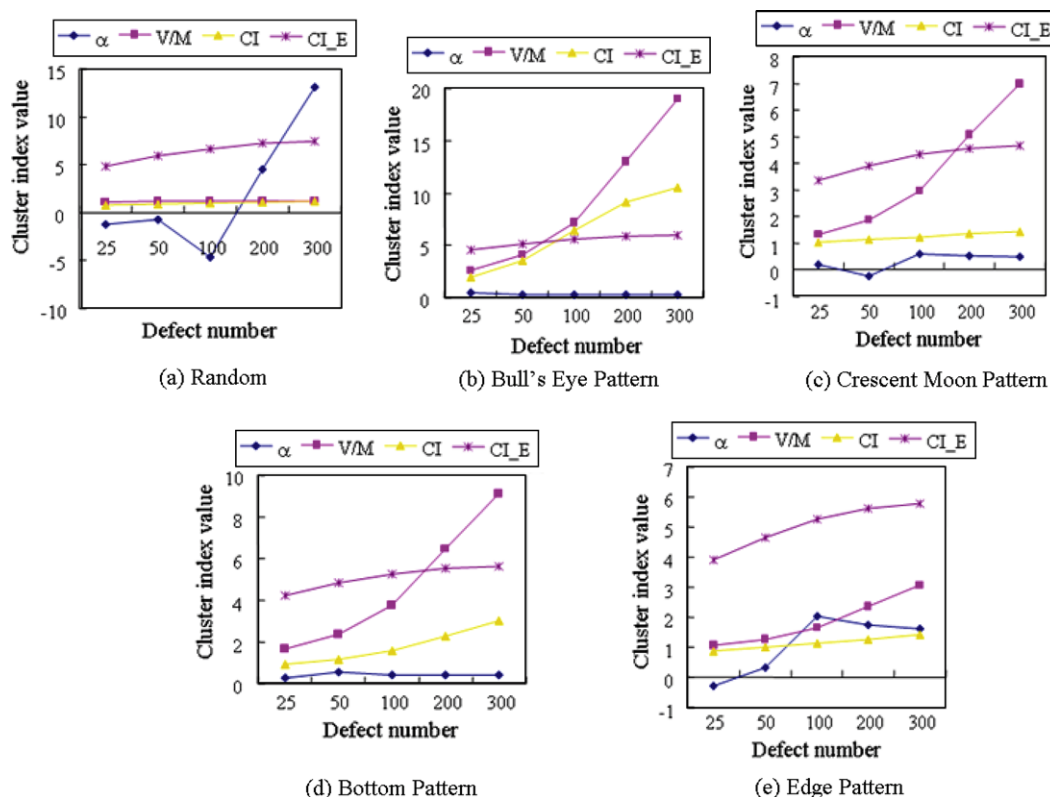 α V/M CI CI_E
15
10
5
0
-5
-10
25 50 100 200 300
Cluster index value
Defect number
(a) Random
α V/M CI CI_E
20
15
10
5
0
25 50 100 200 300
Cluster index value
Defect number
(b) Bull's Eye Pattern
α V/M CI CI_E
8
7
6
5
4
3
2
1
0
-1
25 50 100 200 300
Cluster index value
Defect number
(c) Crescent Moon Pattern
α V/M CI CI_E
10
8
6
4
2
0
25 50 100 200 300
Cluster index value
Defect number
(d) Bottom Pattern
α V/M CI CI_E
7
6
5
4
3
2
1
0
-1
25 50 100 200 300
Cluster index value
Defect number
(e) Edge Pattern